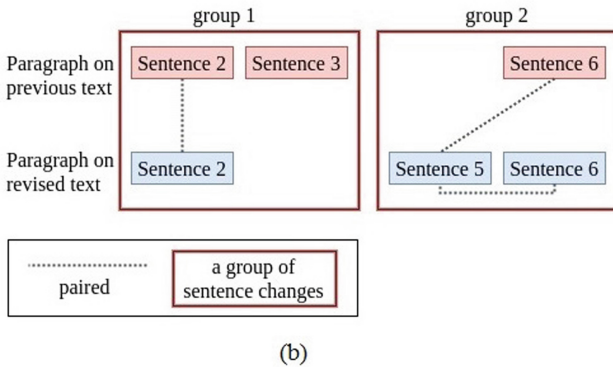 group 1
group 2
Paragraph on
previous text
Sentence 2
Sentence 3
Sentence 6
Paragraph on
revised text
Sentence 2
Sentence 5
Sentence 6
paired
a group of
sentence changes
(b)